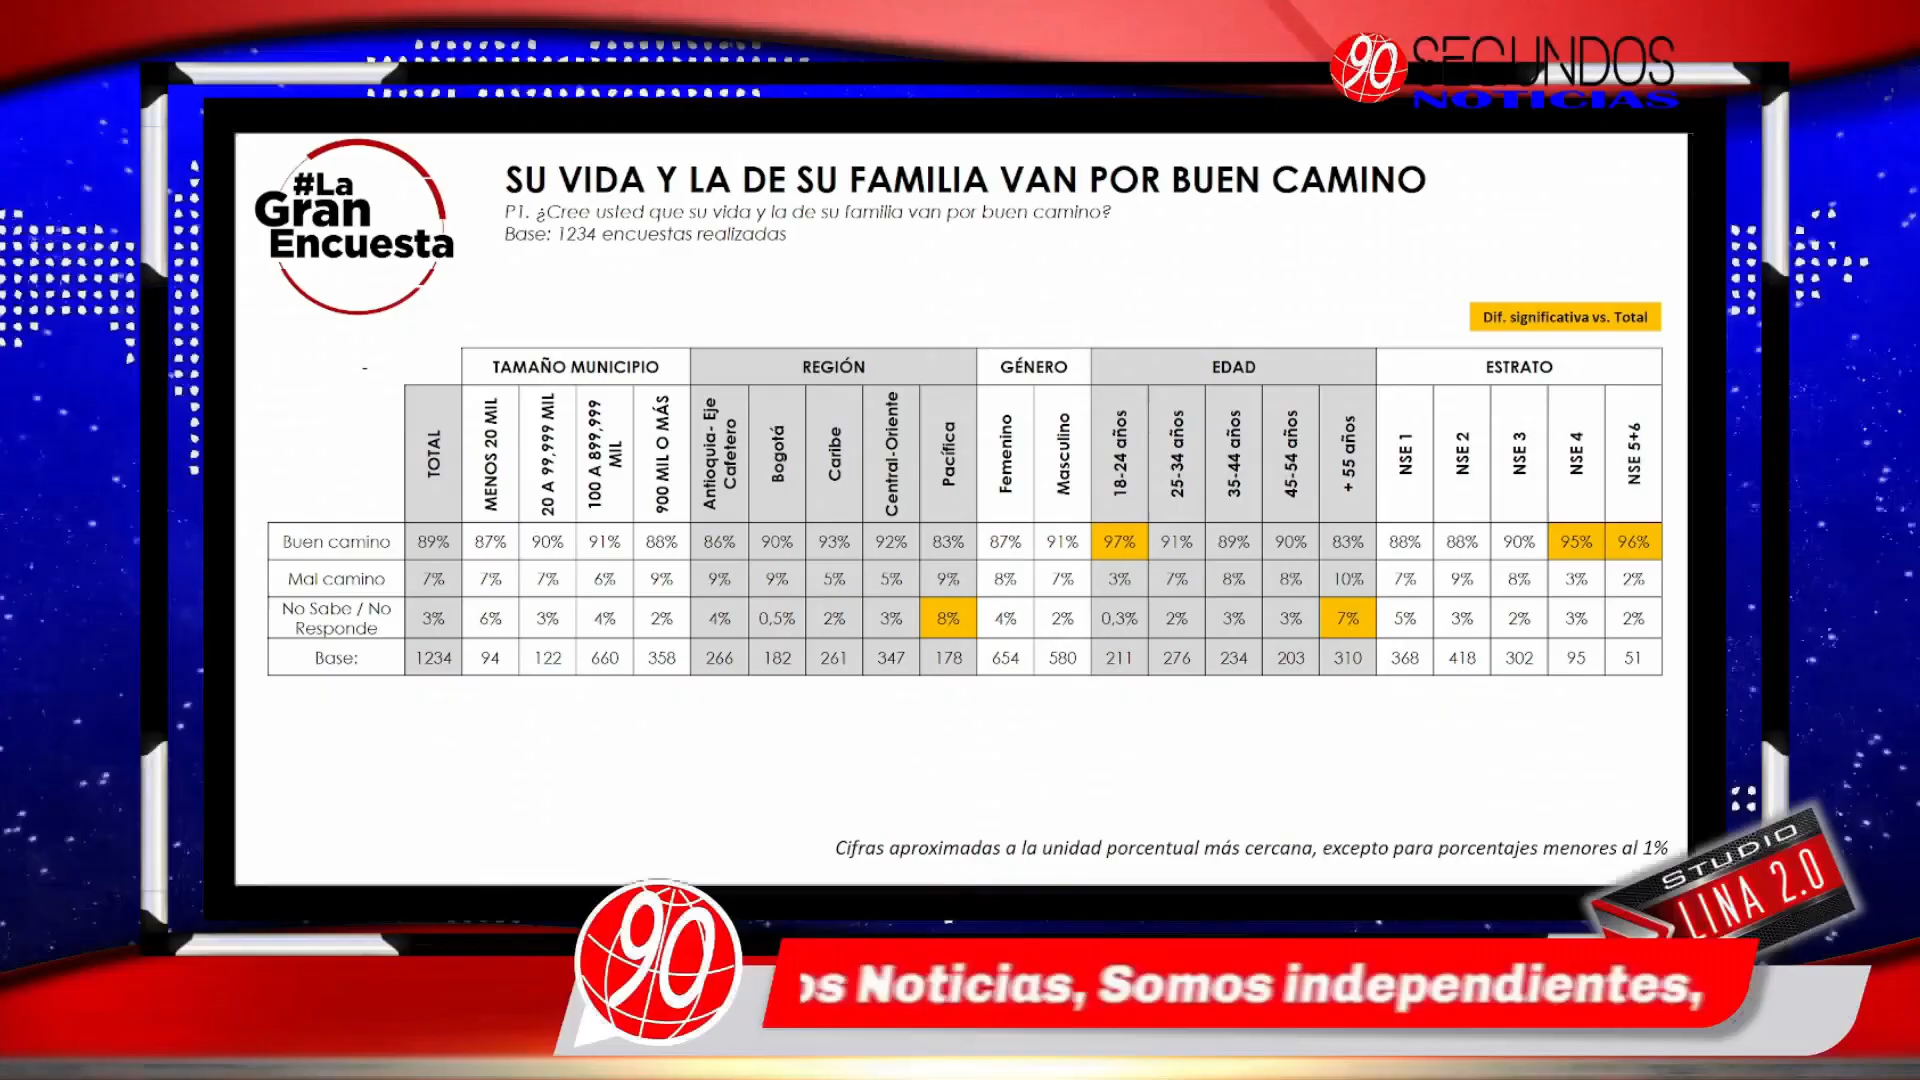 90 SEGUNDOS
NOTICIAS
#La
Gran
Encuesta
SU VIDA Y LA DE SU FAMILIA VAN POR BUEN CAMINO
P1. ¿Cree usted que su vida y la de su familia van por buen camino?
Base: 1234 encuestas realizadas
Dif. significativa vs. Total
- TAMAÑO MUNICIPIO REGIÓN GÉNERO EDAD ESTRATO
TOTAL MENOS 20 MIL 20 A 99,999 MIL 100 A 899,999 MIL 900 MIL O MÁS Antioquia- Eje Cafetero Bogotá Caribe Central-Oriente Pacífica Femenino Masculino 18-24 años 25-34 años 35-44 años 45-54 años + 55 años NSE 1 NSE 2 NSE 3 NSE 4 NSE 5+6
Buen camino 89% 87% 90% 91% 88% 86% 90% 93% 92% 83% 87% 91% 97% 91% 89% 90% 83% 88% 88% 90% 95% 96%
Mal camino 7% 7% 7% 6% 9% 9% 9% 5% 5% 9% 8% 7% 3% 7% 8% 8% 10% 7% 9% 8% 3% 2%
No Sabe / No Responde 3% 6% 3% 4% 2% 4% 0,5% 2% 3% 8% 4% 2% 0,3% 2% 3% 3% 7% 5% 3% 2% 3% 2%
Base: 1234 94 122 660 358 266 182 261 347 178 654 580 211 276 234 203 310 368 418 302 95 51
Cifras aproximadas a la unidad porcentual más cercana, excepto para porcentajes menores al 1%
STUDIO
LINA 2.0
90
os Noticias, Somos independientes,